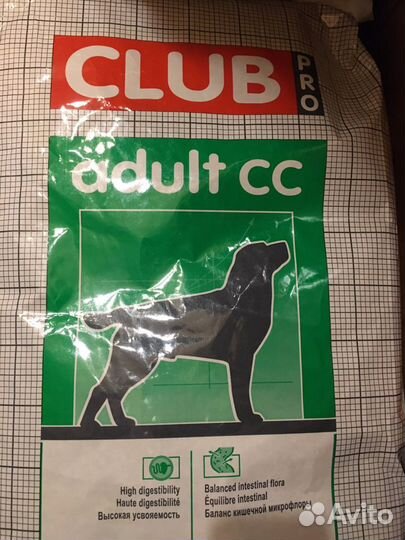 CLUB
PRO
adult CC
High digestibility
Haute digestibilité
Высокая усвояемость
Balanced intestinal flora
Équilibre intestinal
Баланс кишечной микрофлоры
Avito